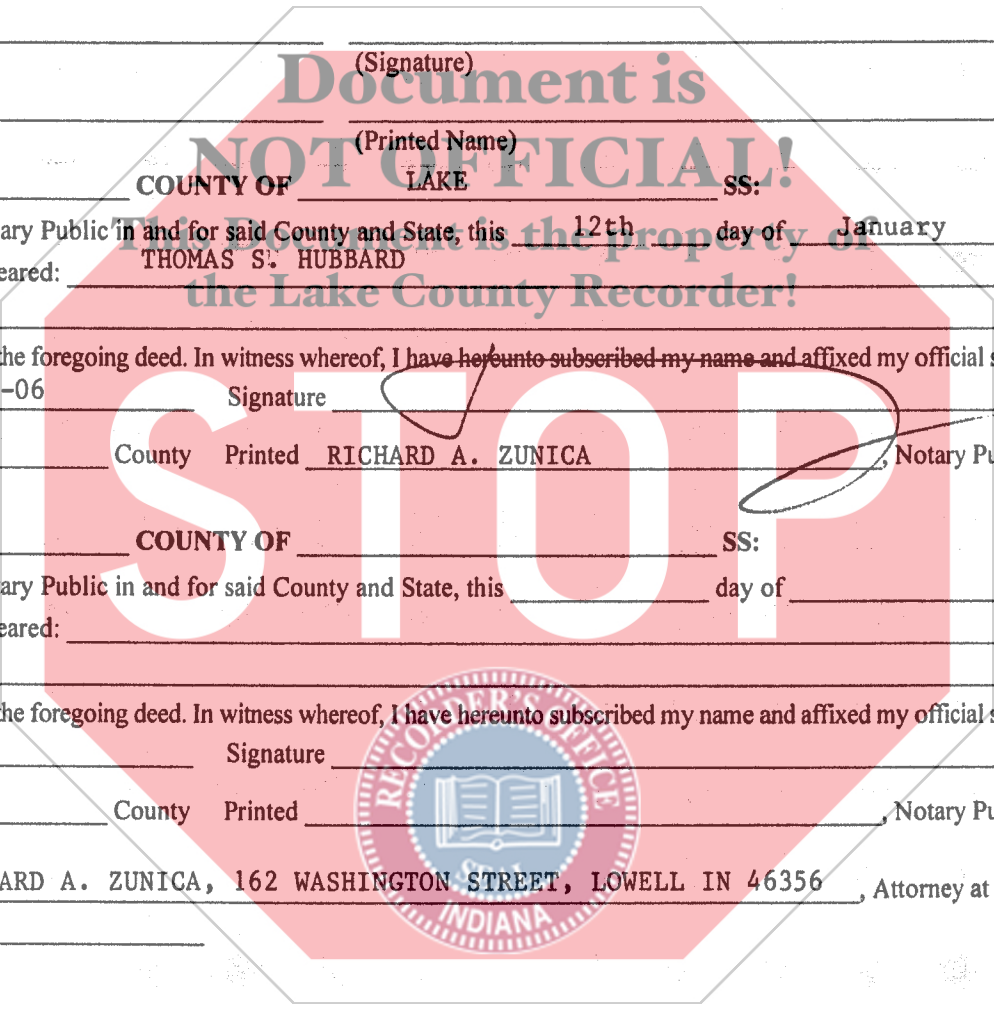 (Signature)
Document is
(Printed Name)
NOT OFFICIAL!
COUNTY OF LAKE SS:
ary Public in and for said County and State, this 12th day of January
This Document is the property of
THOMAS S. HUBBARD
eared:
the Lake County Recorder!
the foregoing deed. In witness whereof, I have hereunto subscribed my name and affixed my official s
-06 Signature
STOP
County Printed RICHARD A. ZUNICA, Notary Pu
COUNTY OF SS:
ary Public in and for said County and State, this day of
eared:
the foregoing deed. In witness whereof, I have hereunto subscribed my name and affixed my official s
RECORDER'S OFFICE
Signature
County Printed , Notary Pu
SEAL
ARD A. ZUNICA, 162 WASHINGTON STREET, LOWELL IN 46356, Attorney at
INDIANA